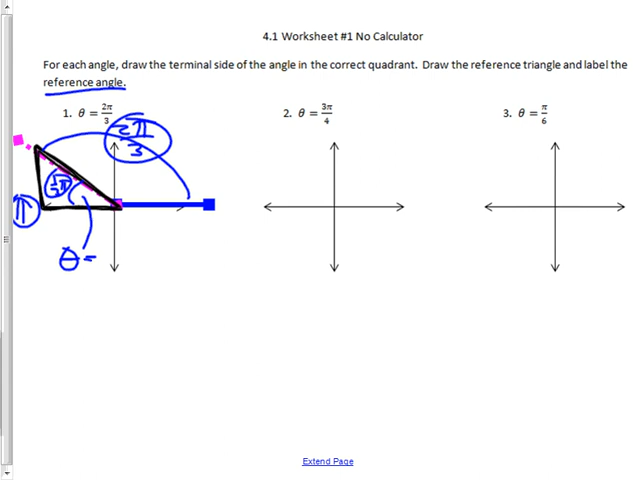 4.1 Worksheet #1 No Calculator
For each angle, draw the terminal side of the angle in the correct quadrant. Draw the reference triangle and label the
reference angle.
1. θ = 2π/3
2. θ = 3π/4
3. θ = π/6
2π/3
1/3 π
π
θ =
Extend Page